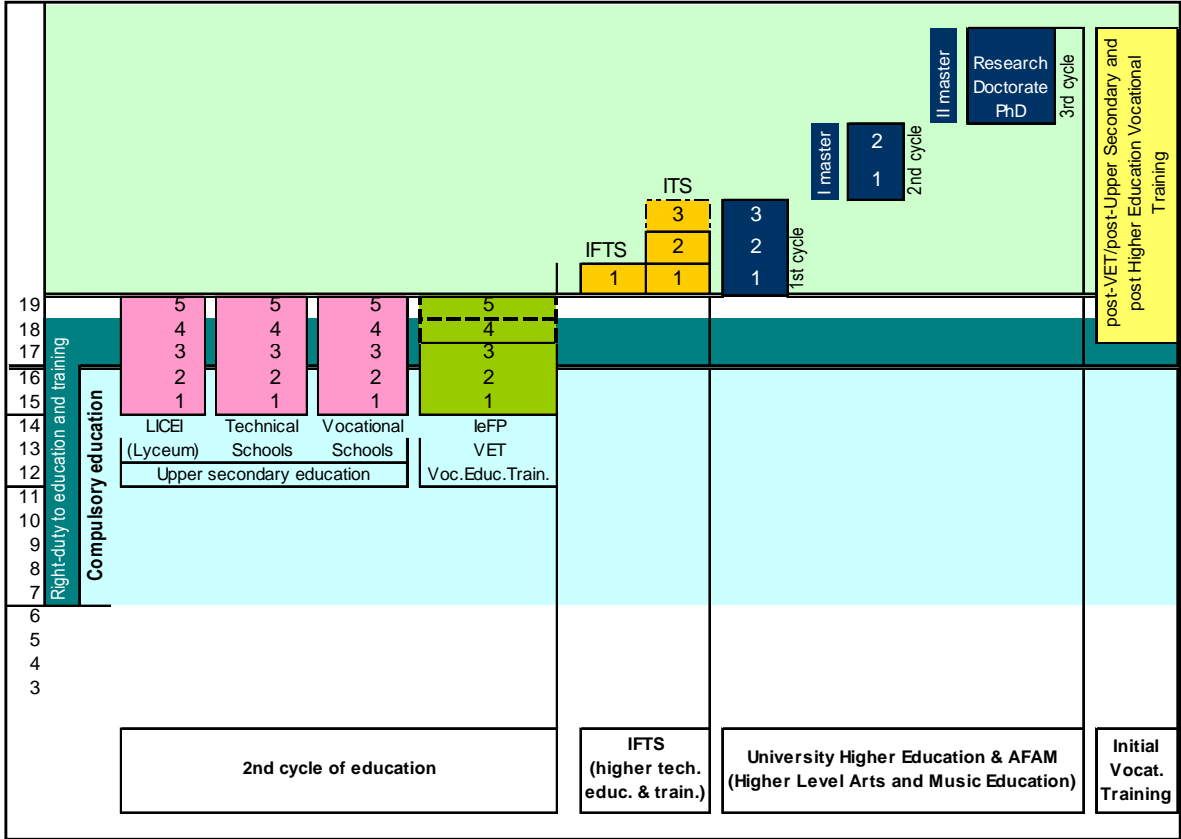 Research
Doctorate
PhD
II master
3rd cycle
post-VET/post-Upper Secondary and
post Higher Education Vocational
Training
I master
2
1
2nd cycle
ITS
3
2
1
IFTS
1
3
2
1
1st cycle
19
18
17
16
15
14
13
12
11
10
9
8
7
6
5
4
3
Right-duty to education and training
Compulsory education
5
4
3
2
1
LICEI
(Lyceum)
5
4
3
2
1
Technical
Schools
5
4
3
2
1
Vocational
Schools
Upper secondary education
5
4
3
2
1
IeFP
VET
Voc.Educ.Train.
2nd cycle of education
IFTS
(higher tech.
educ. & train.)
University Higher Education & AFAM
(Higher Level Arts and Music Education)
Initial
Vocat.
Training